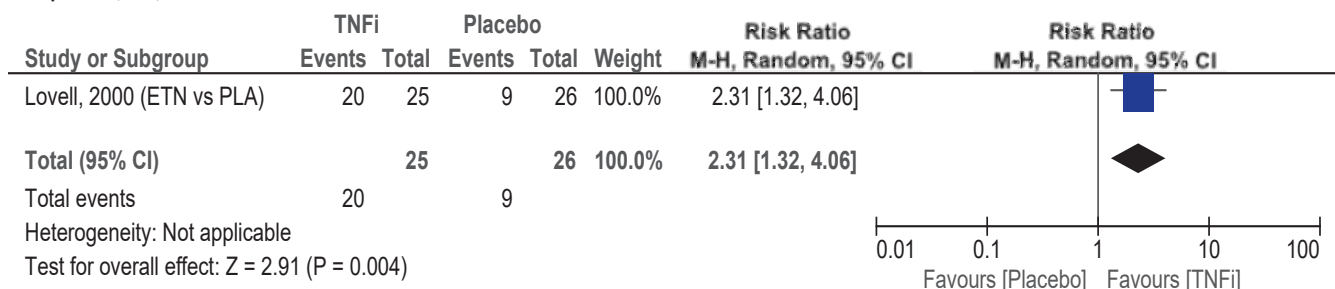 TNFi Placebo Risk Ratio Risk Ratio
Study or Subgroup Events Total Events Total Weight M-H, Random, 95% CI M-H, Random, 95% CI
Lovell, 2000 (ETN vs PLA) 20 25 9 26 100.0% 2.31 [1.32, 4.06]
Total (95% CI) 25 26 100.0% 2.31 [1.32, 4.06]
Total events 20 9
Heterogeneity: Not applicable
Test for overall effect: Z = 2.91 (P = 0.004)
0.01 0.1 1 10 100
Favours [Placebo] Favours [TNFi]